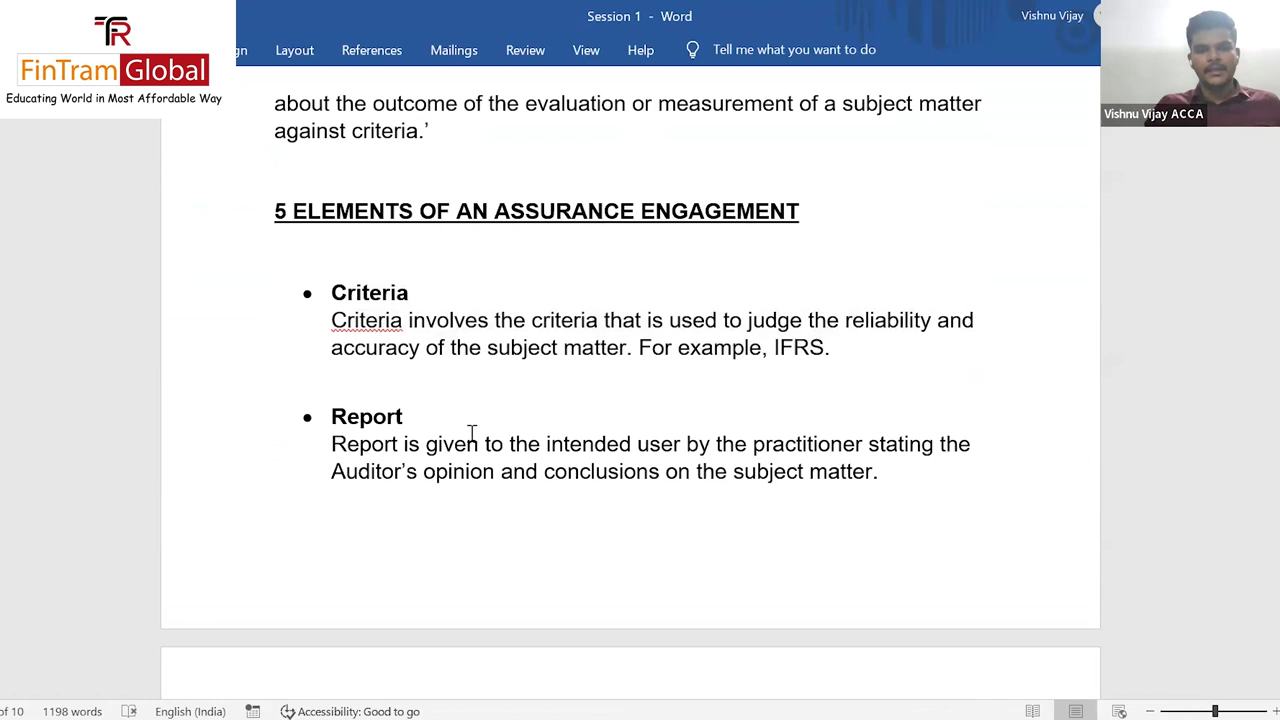 TR
FinTram Global
Educating World in Most Affordable Way
Session 1 - Word
Vishnu Vijay
gn Layout References Mailings Review View Help Tell me what you want to do
Vishnu Vijay ACCA
about the outcome of the evaluation or measurement of a subject matter
against criteria.’
5 ELEMENTS OF AN ASSURANCE ENGAGEMENT
• Criteria
Criteria involves the criteria that is used to judge the reliability and
accuracy of the subject matter. For example, IFRS.
• Report
Report is given to the intended user by the practitioner stating the
Auditor’s opinion and conclusions on the subject matter.
of 10 1198 words English (India) Accessibility: Good to go